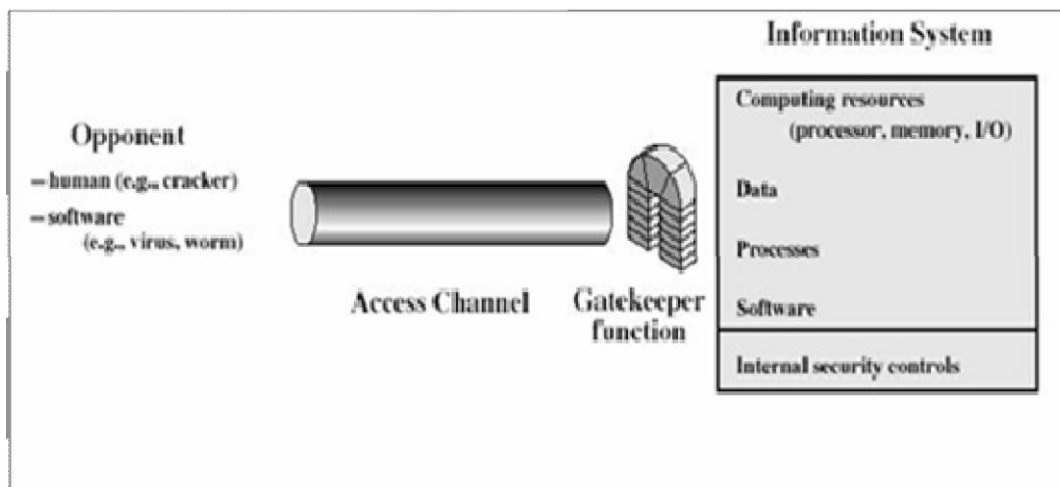 Information System
Opponent
– human (e.g., cracker)
– software
(e.g., virus, worm)
Access Channel
Gatekeeper
function
Computing resources
(processor, memory, I/O)
Data
Processes
Software
Internal security controls